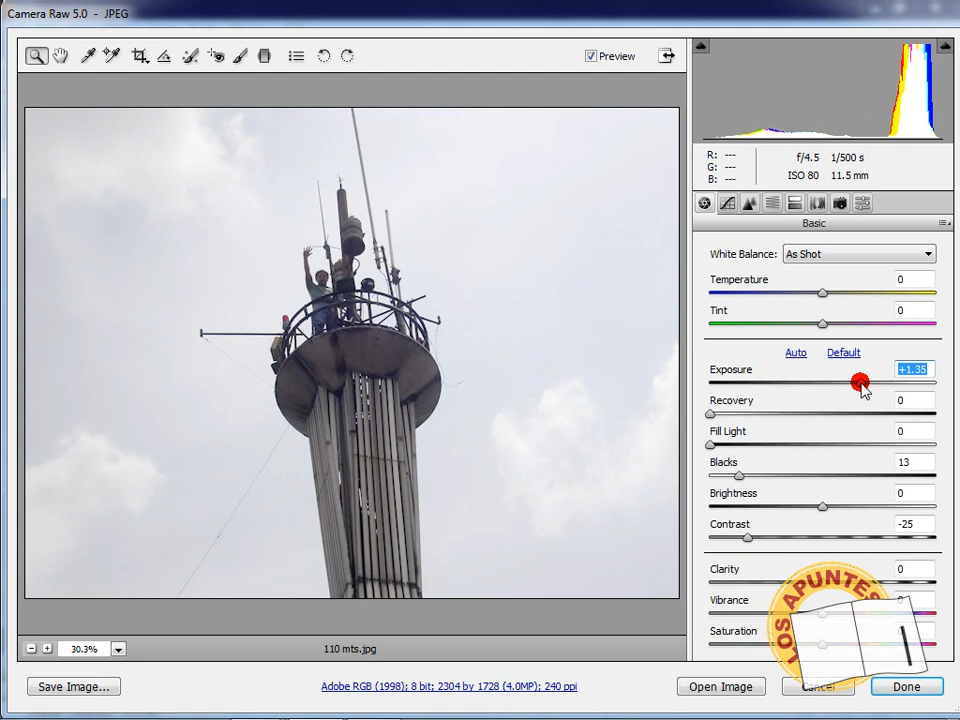 Camera Raw 5.0 - JPEG
Preview
R: ---
G: ---
B: ---
f/4.5 1/500 s
ISO 80 11.5 mm
Basic
White Balance: As Shot
Temperature 0
Tint 0
Auto Default
Exposure +1.35
Recovery 0
Fill Light 0
Blacks 13
Brightness 0
Contrast -25
Clarity 0
Vibrance
Saturation
LOS APUNTES
30.3%
110 mts.jpg
Save Image...
Adobe RGB (1998); 8 bit; 2304 by 1728 (4.0MP); 240 ppi
Open Image
Cancel
Done